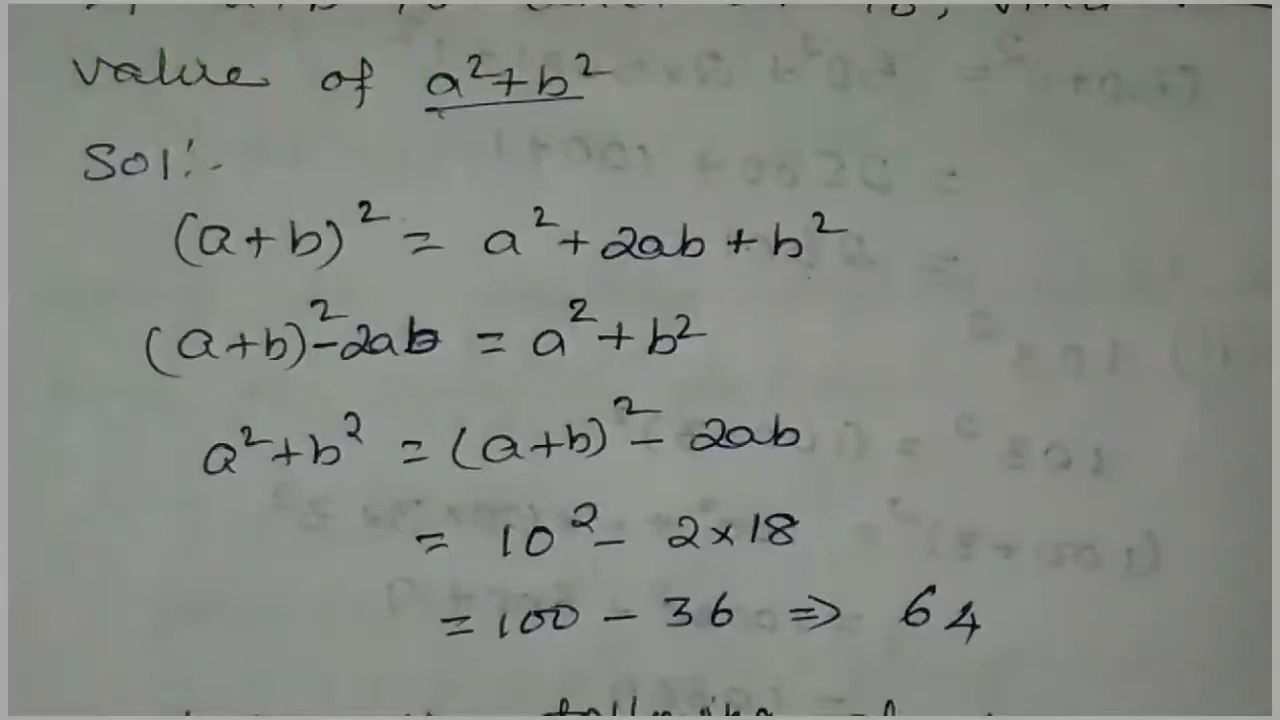 value of a²+b²
Sol:-
(a+b)² = a²+2ab+b²
(a+b)²-2ab = a²+b²
a²+b² = (a+b)²- 2ab
= 10²- 2×18
=100 - 36 => 64
following